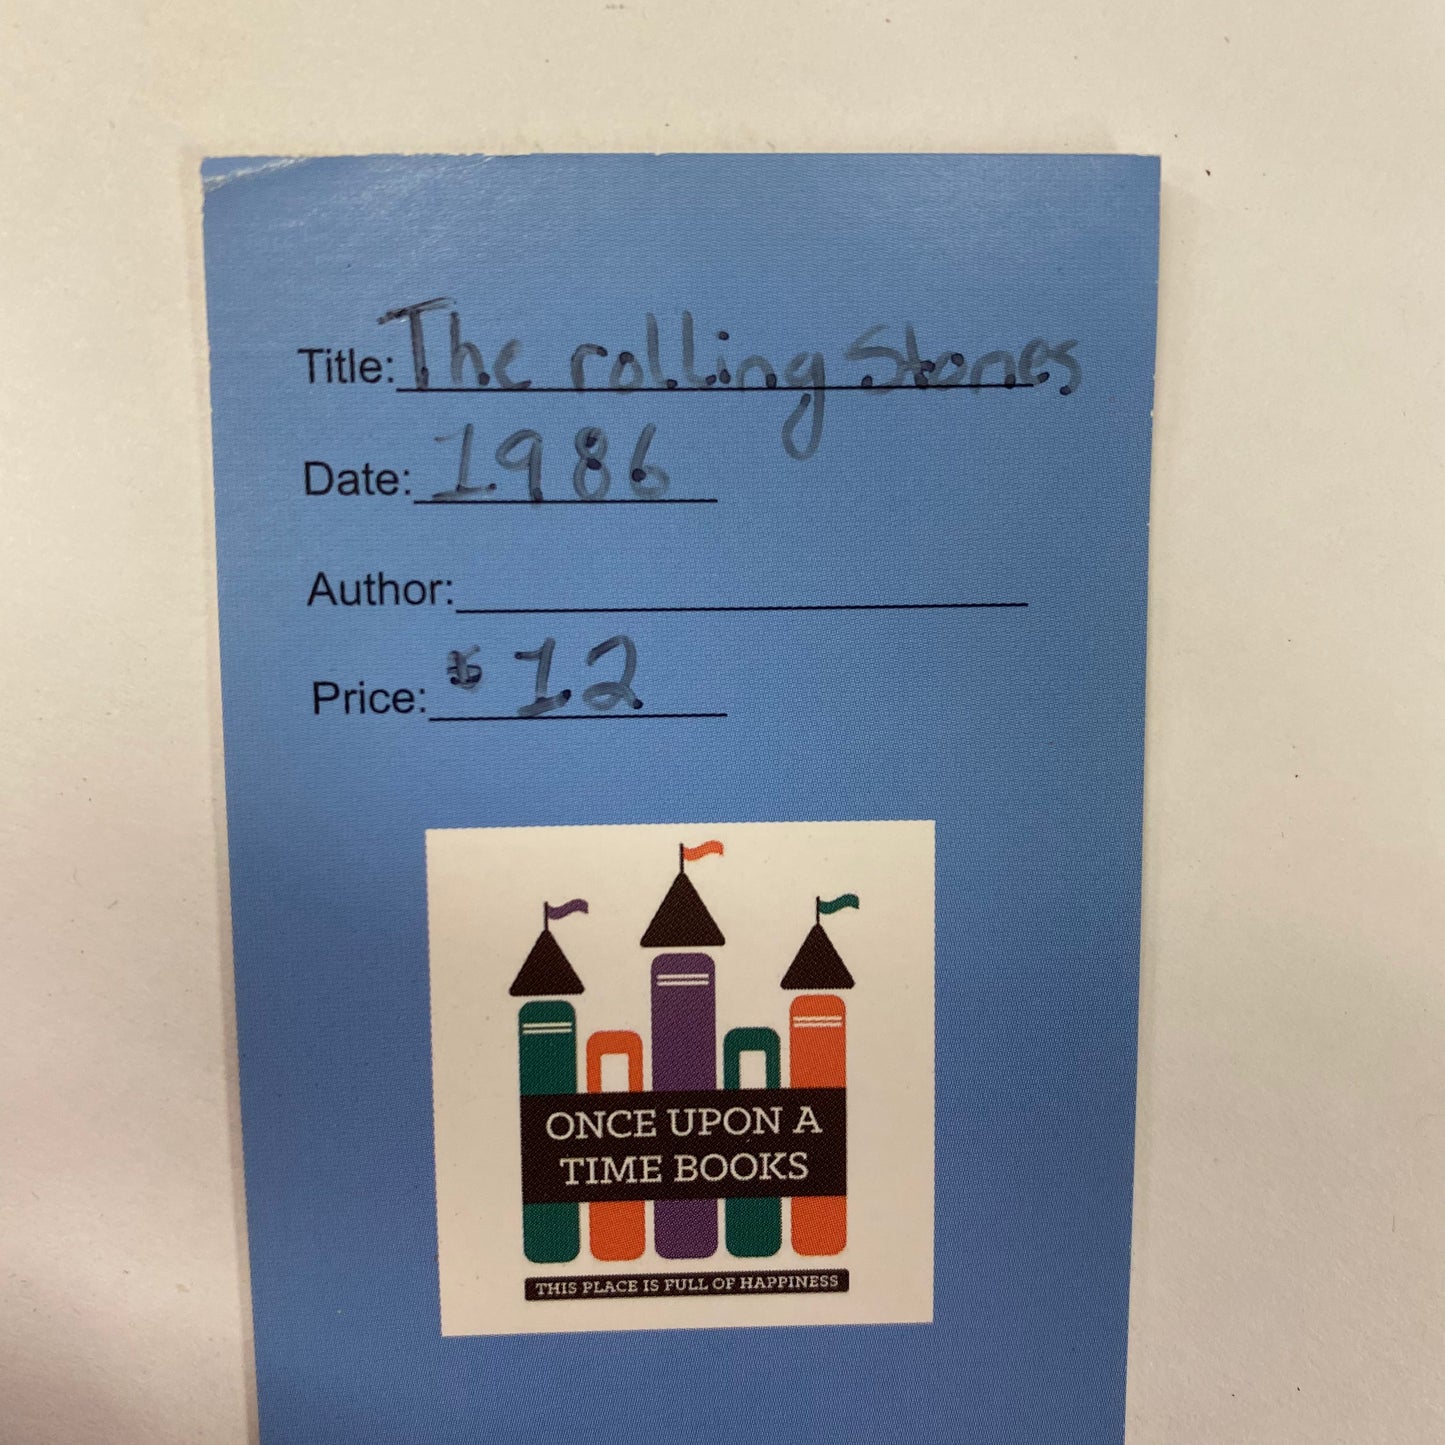 Title: The rolling Stones
Date: 1986
Author:
Price: $ 12
ONCE UPON A
TIME BOOKS
THIS PLACE IS FULL OF HAPPINESS